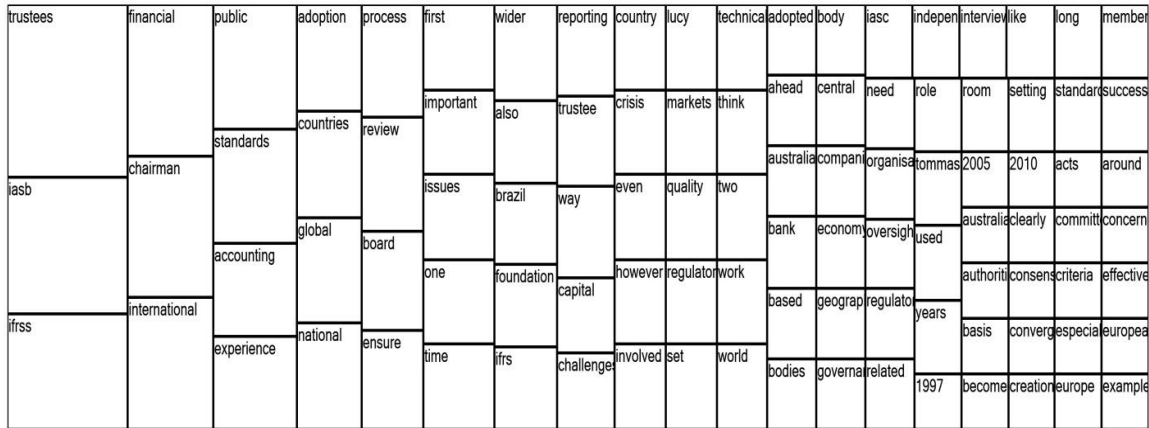 trustees
iasb
ifrss
financial
chairman
international
public
standards
accounting
experience
adoption
countries
global
national
process
review
board
ensure
first
important
issues
one
time
wider
also
brazil
foundation
ifrs
reporting
trustee
way
capital
challenges
country
crisis
even
however
involved
lucy
markets
quality
regulator
set
technica
think
two
work
world
adopted
ahead
australia
bank
based
bodies
body
central
compani
economy
geograp
governa
iasc
need
organisa
oversigh
regulato
related
indepen
role
tommas
used
years
1997
interview
room
2005
australia
authoriti
basis
become
like
setting
2010
clearly
consens
converg
creation
long
standard
acts
committ
criteria
especial
europe
member
success
around
concern
effective
europea
example